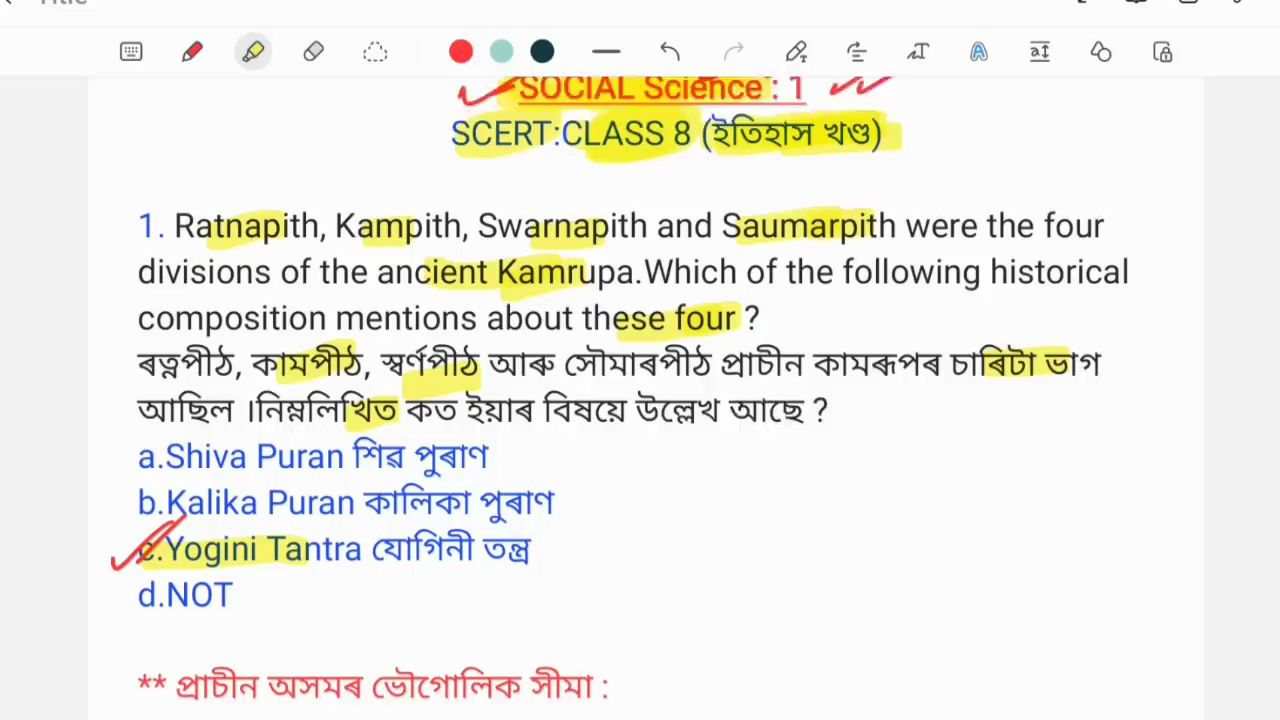 SOCIAL Science : 1
SCERT:CLASS 8 (ইতিহাস খণ্ড)
1. Ratnapith, Kampith, Swarnapith and Saumarpith were the four
divisions of the ancient Kamrupa.Which of the following historical
composition mentions about these four ?
ৰত্নপীঠ, কামপীঠ, স্বৰ্ণপীঠ আৰু সৌমাৰপীঠ প্ৰাচীন কামৰূপৰ চাৰিটা ভাগ
আছিল ।নিম্নলিখিত কত ইয়াৰ বিষয়ে উল্লেখ আছে ?
a.Shiva Puran শিৱ পুৰাণ
b.Kalika Puran কালিকা পুৰাণ
c.Yogini Tantra যোগিনী তন্ত্ৰ
d.NOT
** প্ৰাচীন অসমৰ ভৌগোলিক সীমা :